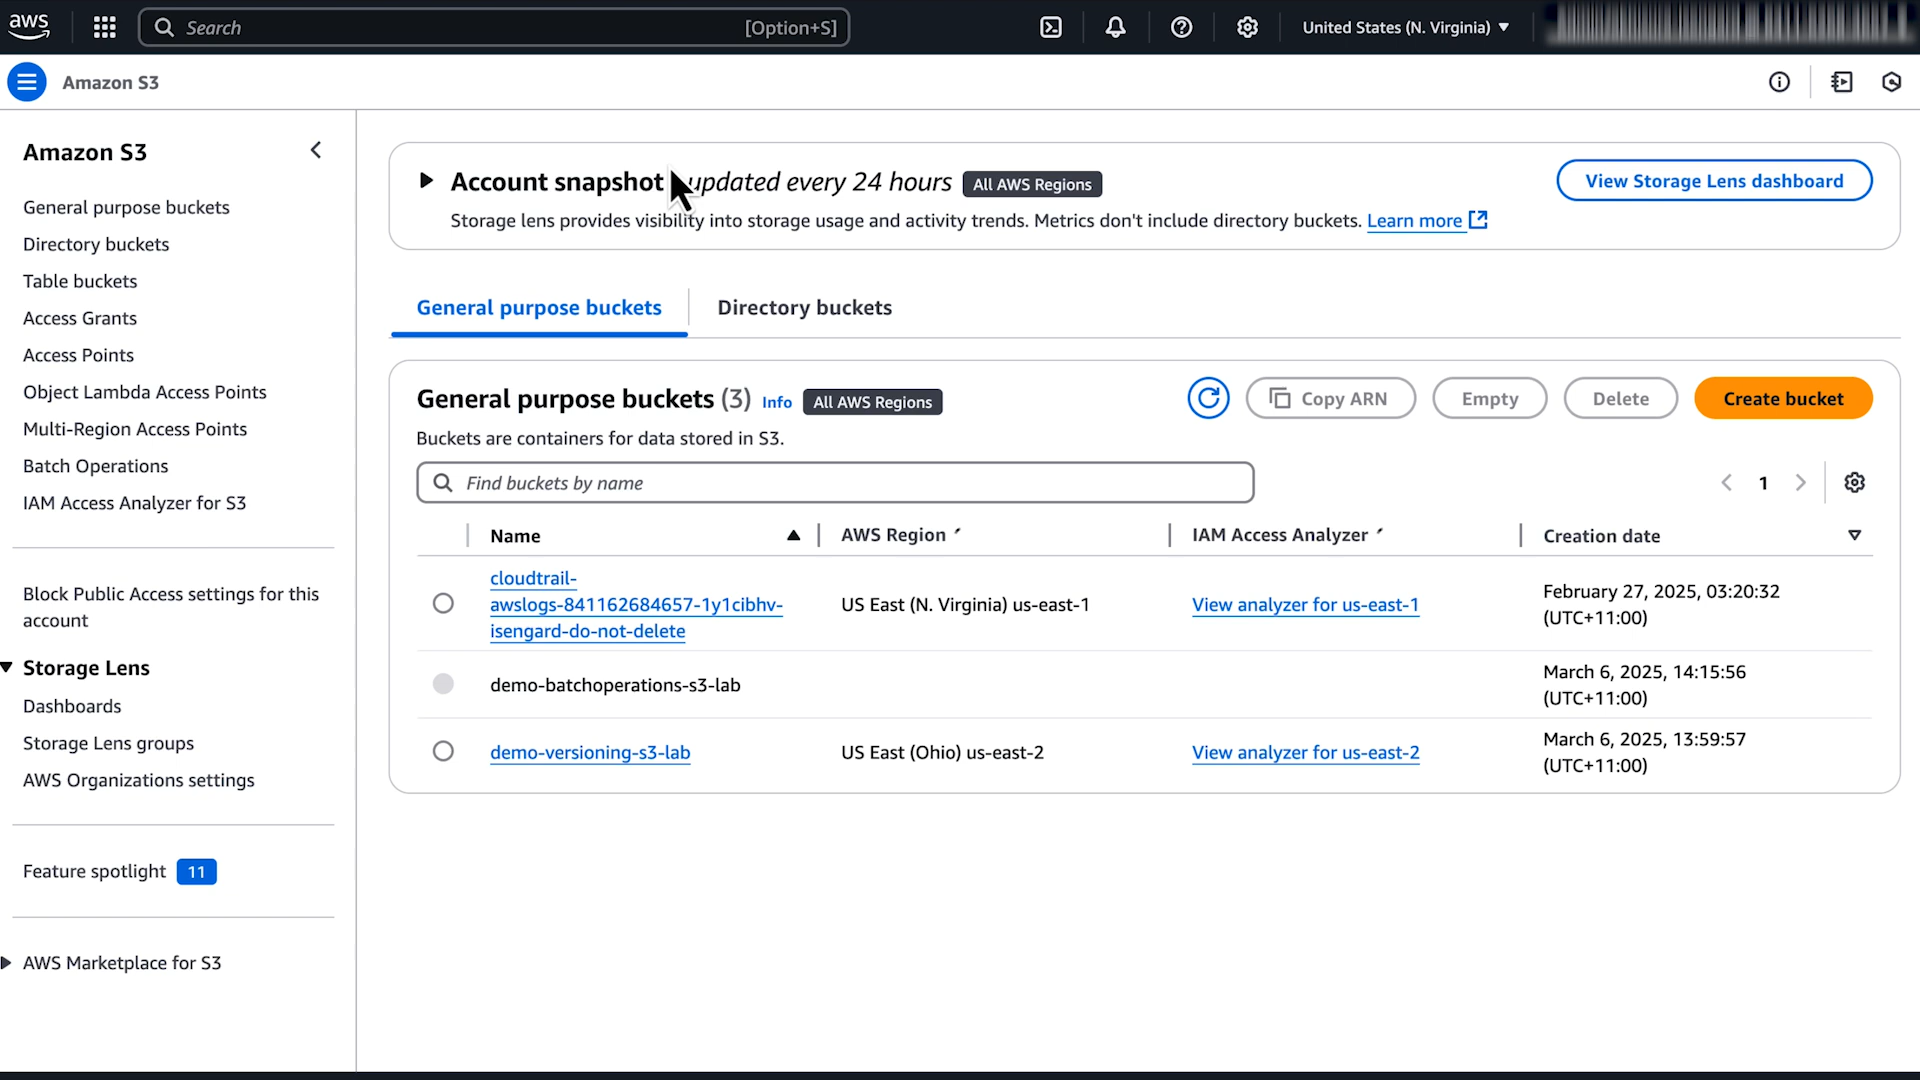 aws
Search
[Option+S]
United States (N. Virginia)
Amazon S3
Amazon S3
General purpose buckets
Directory buckets
Table buckets
Access Grants
Access Points
Object Lambda Access Points
Multi-Region Access Points
Batch Operations
IAM Access Analyzer for S3
Block Public Access settings for this
account
Storage Lens
Dashboards
Storage Lens groups
AWS Organizations settings
Feature spotlight 11
AWS Marketplace for S3
Account snapshot updated every 24 hours All AWS Regions
View Storage Lens dashboard
Storage lens provides visibility into storage usage and activity trends. Metrics don't include directory buckets. Learn more
General purpose buckets
Directory buckets
General purpose buckets (3) Info All AWS Regions
Copy ARN
Empty
Delete
Create bucket
Buckets are containers for data stored in S3.
Find buckets by name
1
Name
AWS Region
IAM Access Analyzer
Creation date
cloudtrail-
awslogs-841162684657-1y1cibhv-
isengard-do-not-delete
US East (N. Virginia) us-east-1
View analyzer for us-east-1
February 27, 2025, 03:20:32
(UTC+11:00)
demo-batchoperations-s3-lab
March 6, 2025, 14:15:56
(UTC+11:00)
demo-versioning-s3-lab
US East (Ohio) us-east-2
View analyzer for us-east-2
March 6, 2025, 13:59:57
(UTC+11:00)